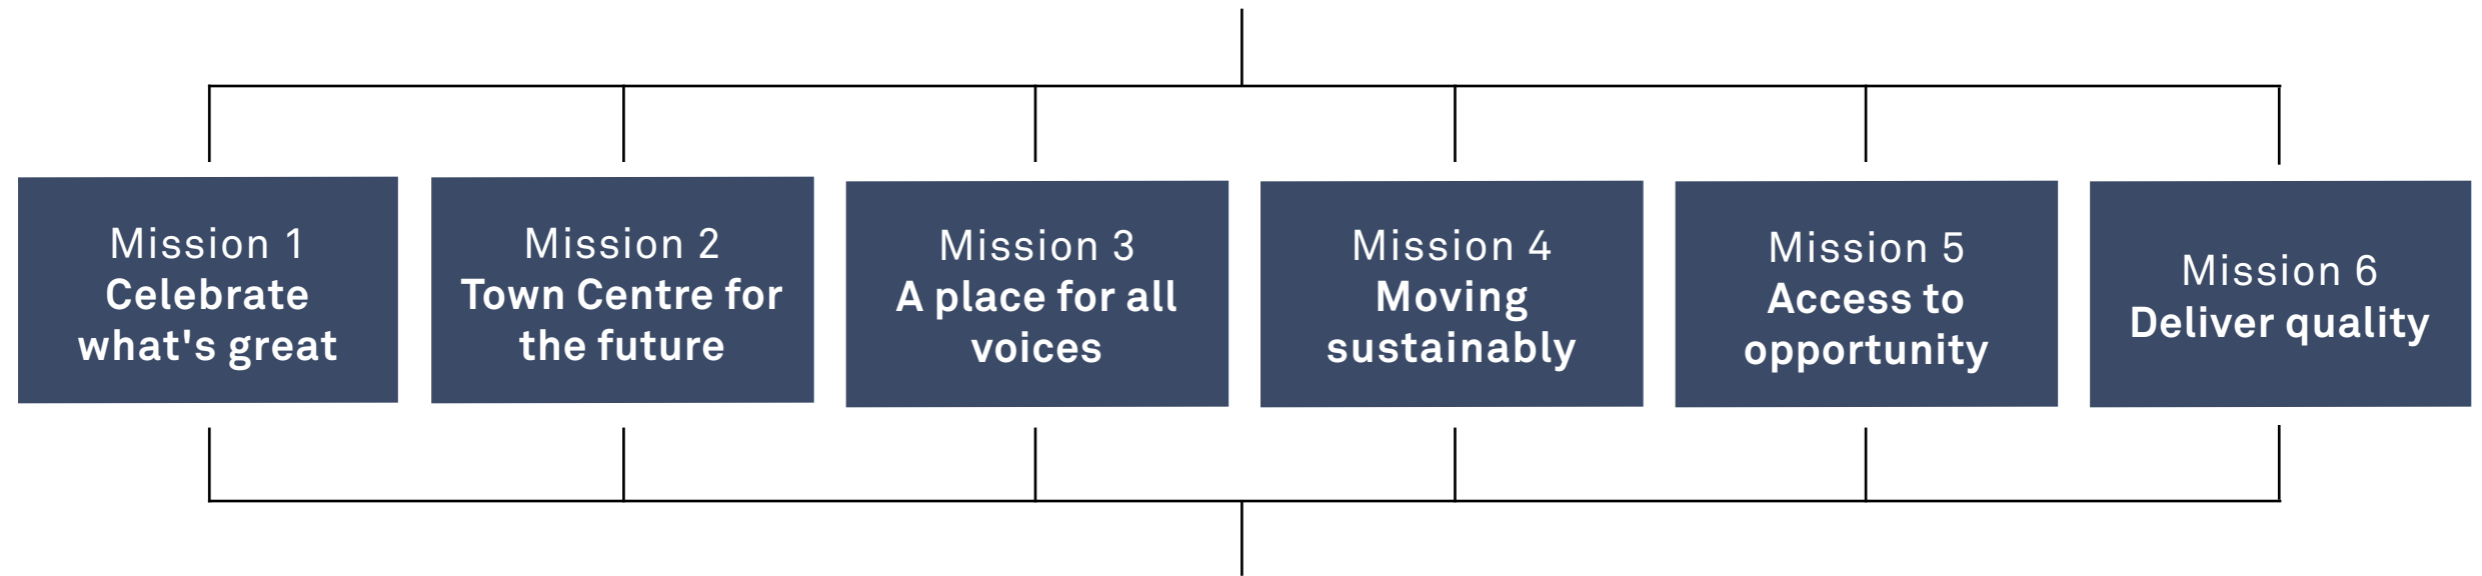 Mission 1
Celebrate
what's great
Mission 2
Town Centre for
the future
Mission 3
A place for all
voices
Mission 4
Moving
sustainably
Mission 5
Access to
opportunity
Mission 6
Deliver quality